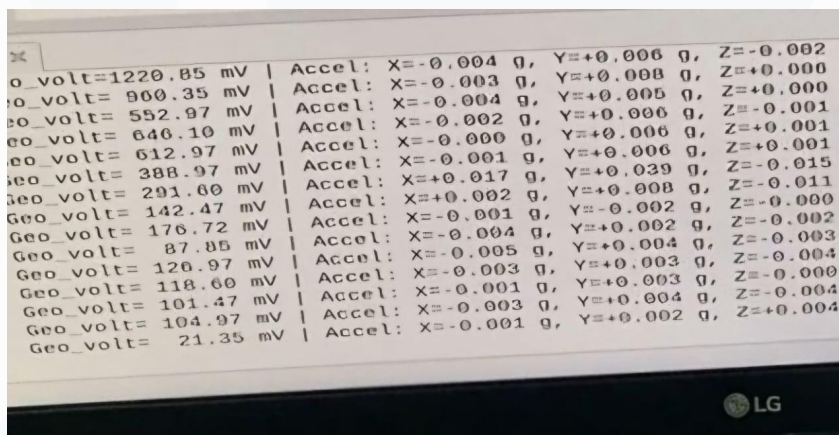 o_volt=1220.85 mV | Accel: X=-0.004 g, Y=+0.006 g, Z=-0.002
eo_volt= 960.35 mV | Accel: X=-0.003 g, Y=+0.008 g, Z=+0.000
eo_volt= 552.97 mV | Accel: X=-0.004 g, Y=+0.005 g, Z=+0.000
eo_volt= 646.10 mV | Accel: X=-0.002 g, Y=+0.006 g, Z=-0.001
eo_volt= 612.97 mV | Accel: X=-0.000 g, Y=+0.006 g, Z=+0.001
Geo_volt= 388.97 mV | Accel: X=-0.001 g, Y=+0.006 g, Z=+0.001
Geo_volt= 291.60 mV | Accel: X=+0.017 g, Y=+0.039 g, Z=-0.015
Geo_volt= 142.47 mV | Accel: X=+0.002 g, Y=+0.008 g, Z=-0.011
Geo_volt= 176.72 mV | Accel: X=-0.001 g, Y=-0.002 g, Z=-0.000
Geo_volt= 87.85 mV | Accel: X=-0.004 g, Y=+0.002 g, Z=-0.002
Geo_volt= 126.97 mV | Accel: X=-0.005 g, Y=+0.004 g, Z=-0.003
Geo_volt= 118.60 mV | Accel: X=-0.003 g, Y=+0.003 g, Z=-0.004
Geo_volt= 101.47 mV | Accel: X=-0.001 g, Y=+0.003 g, Z=-0.000
Geo_volt= 104.97 mV | Accel: X=-0.003 g, Y=+0.004 g, Z=-0.004
Geo_volt= 21.35 mV | Accel: X=-0.001 g, Y=+0.002 g, Z=+0.004
LG